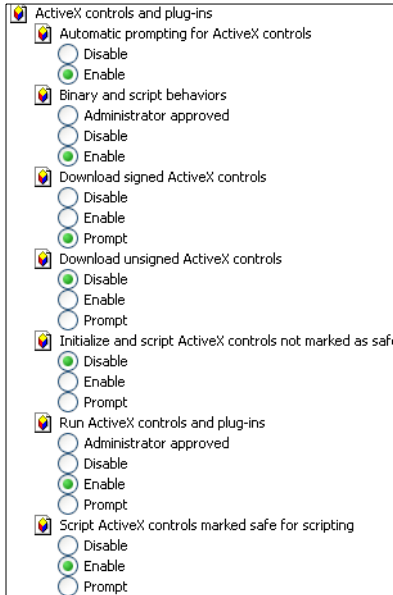 ActiveX controls and plug-ins
Automatic prompting for ActiveX controls
Disable
Enable
Binary and script behaviors
Administrator approved
Disable
Enable
Download signed ActiveX controls
Disable
Enable
Prompt
Download unsigned ActiveX controls
Disable
Enable
Prompt
Initialize and script ActiveX controls not marked as safe
Disable
Enable
Prompt
Run ActiveX controls and plug-ins
Administrator approved
Disable
Enable
Prompt
Script ActiveX controls marked safe for scripting
Disable
Enable
Prompt